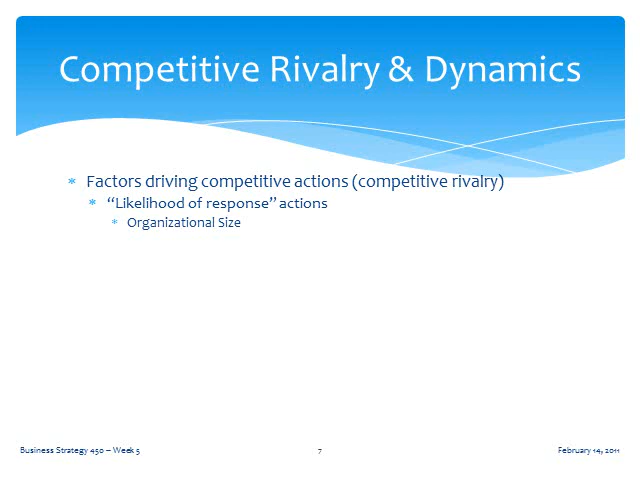 Competitive Rivalry & Dynamics
Factors driving competitive actions (competitive rivalry)
“Likelihood of response” actions
Organizational Size
Business Strategy 450 – Week 5
7
February 14, 2011